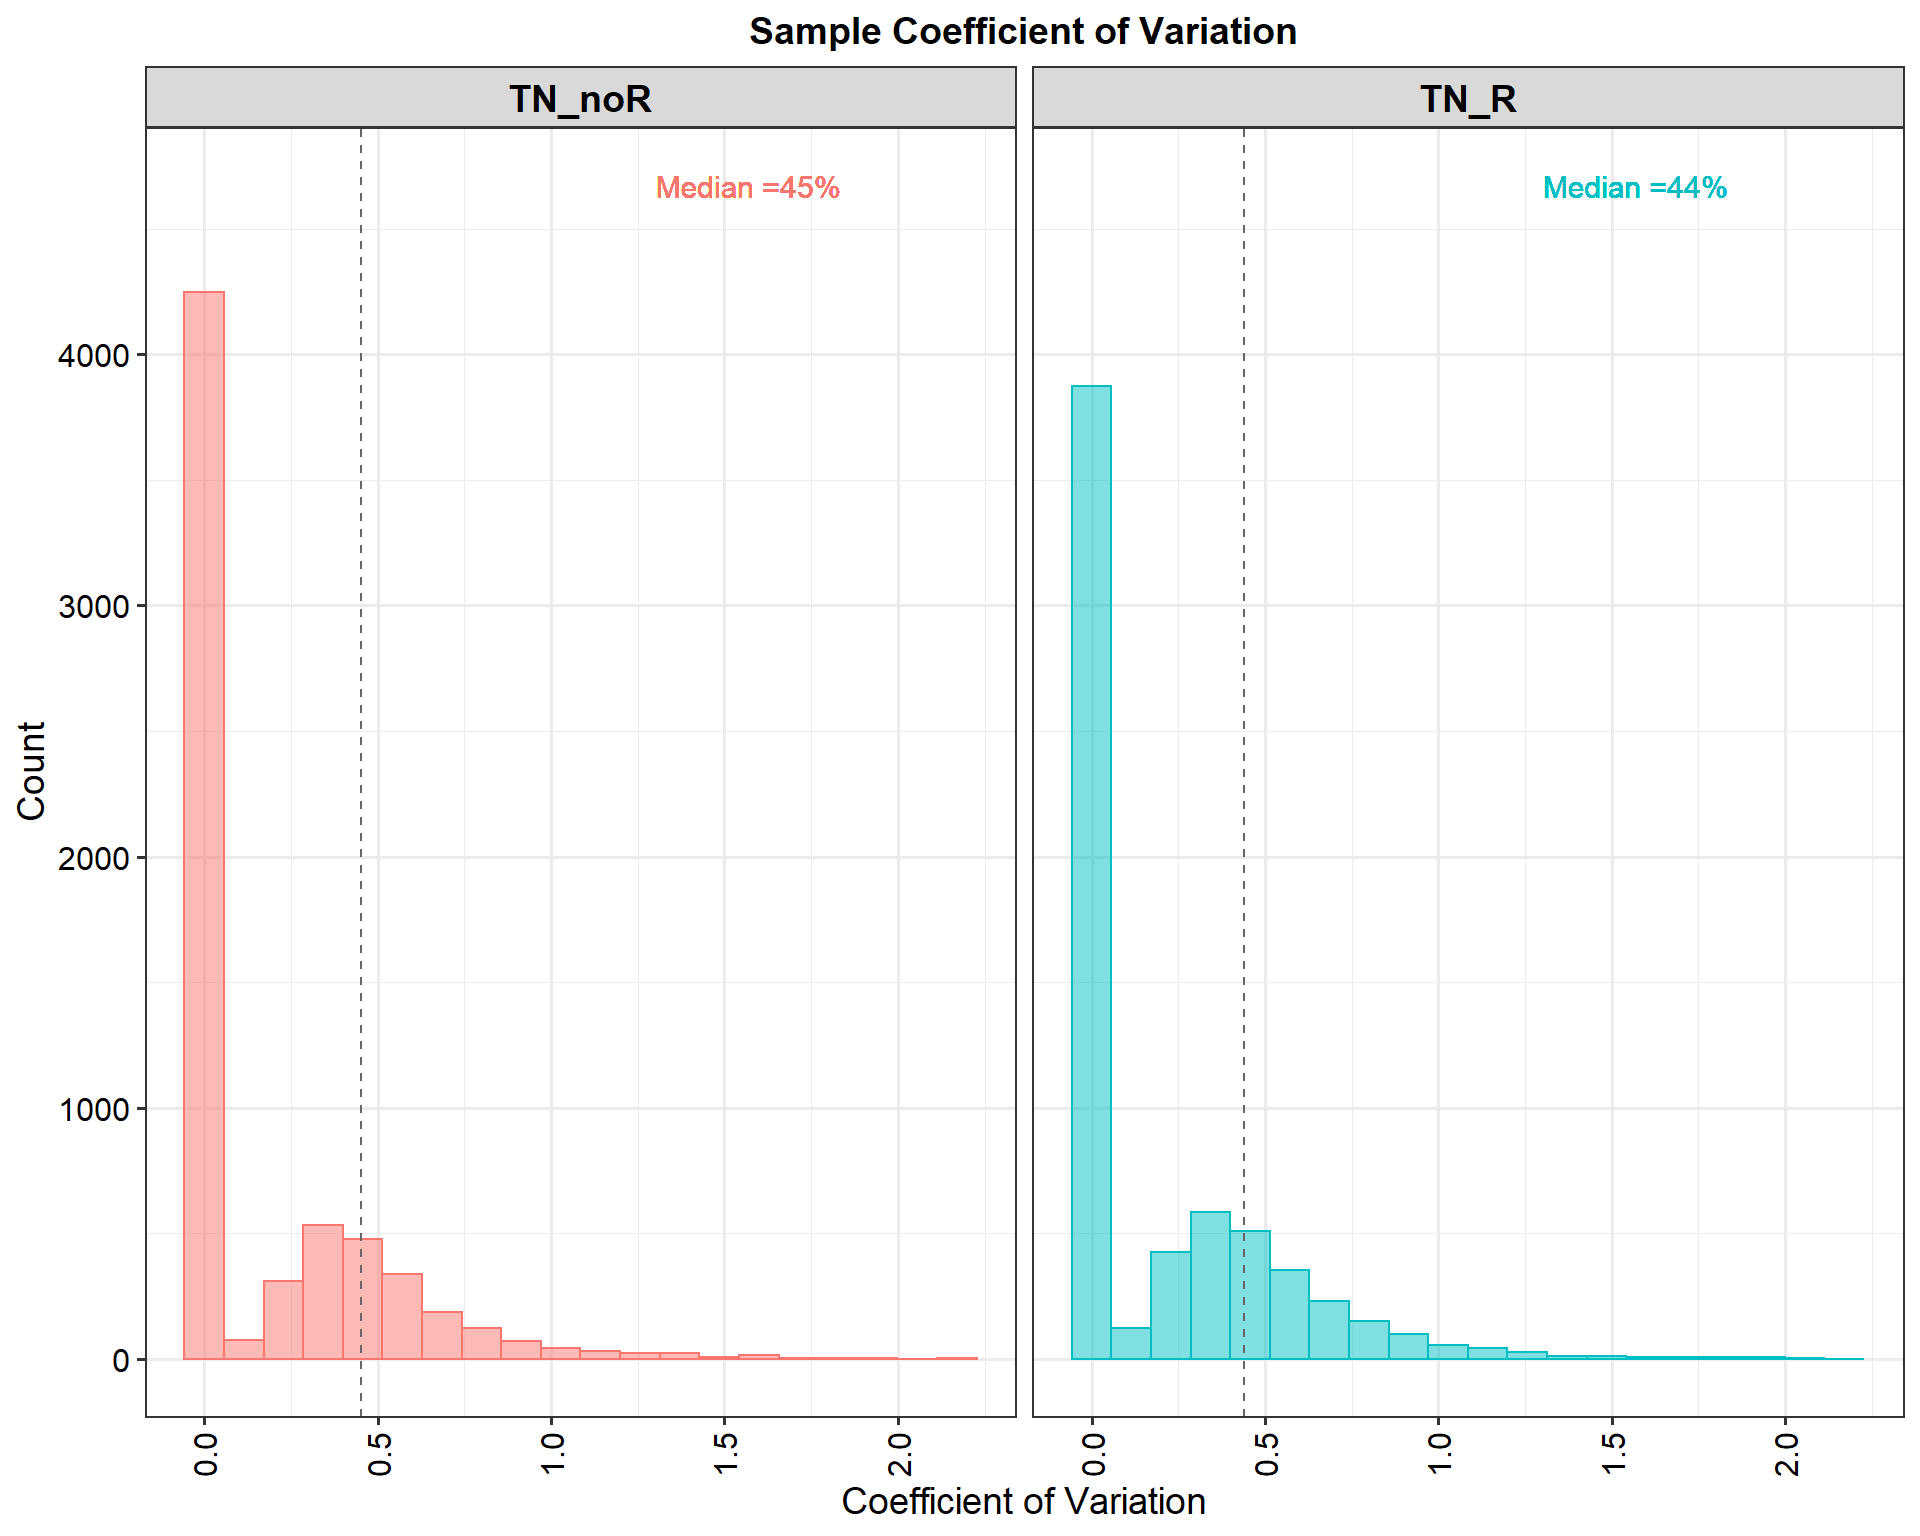 Sample Coefficient of Variation
TN_noR
TN_R
Median =45%
Median =44%
4000
3000
2000
1000
0
Count
0.0
0.5
1.0
1.5
2.0
0.0
0.5
1.0
1.5
2.0
Coefficient of Variation